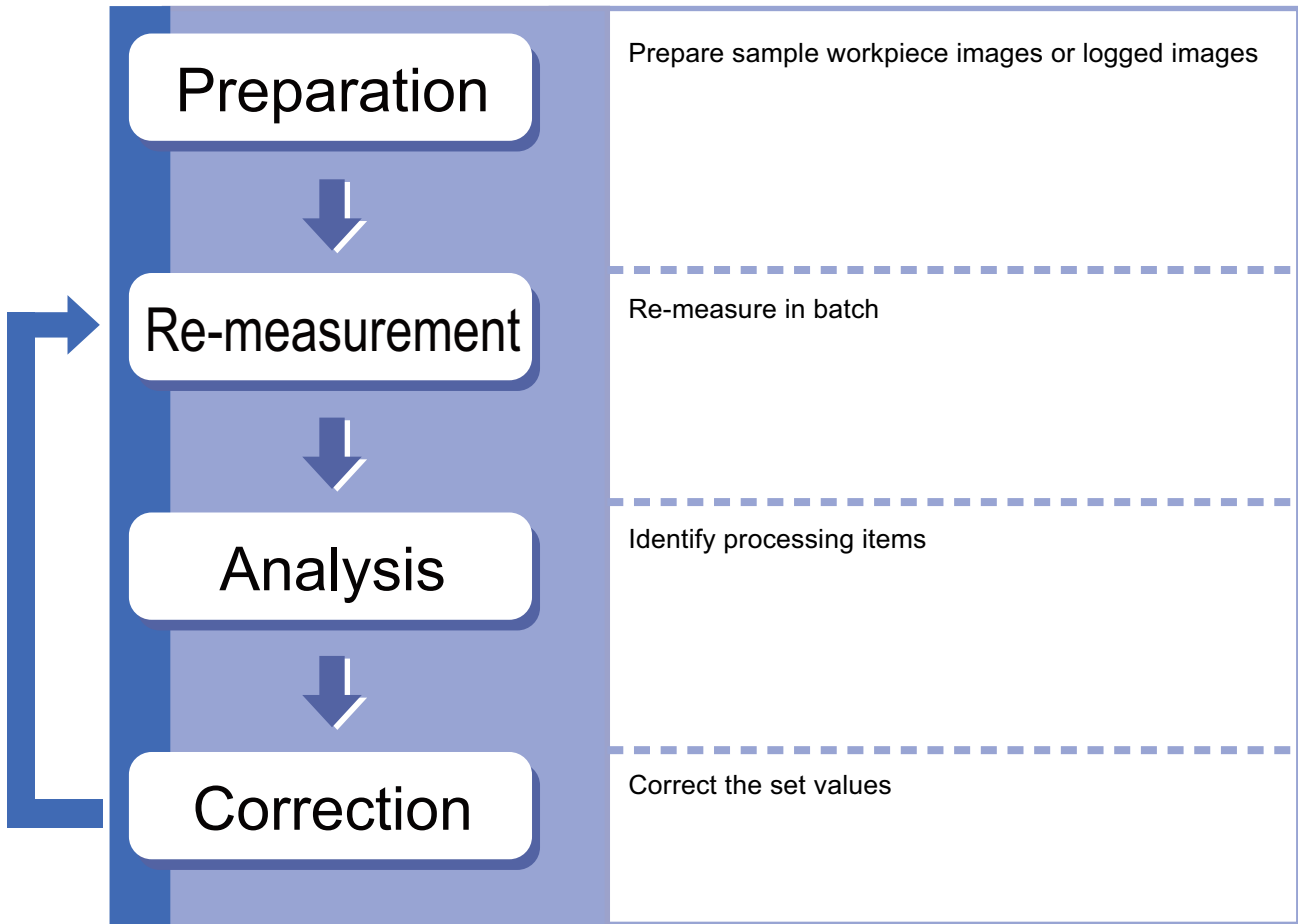 Preparation
Prepare sample workpiece images or logged images
Re-measurement
Re-measure in batch
Analysis
Identify processing items
Correction
Correct the set values